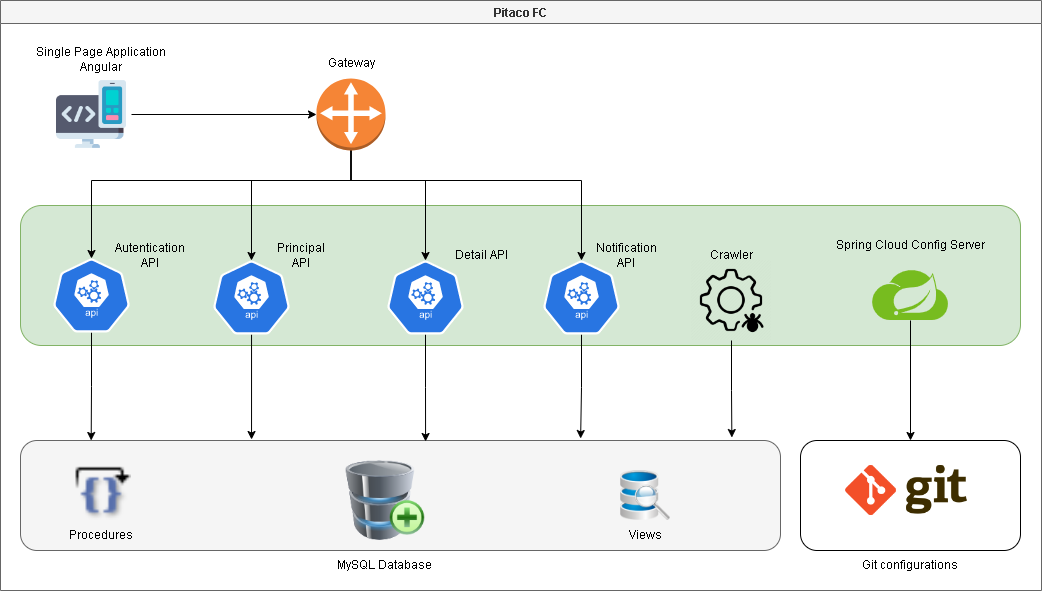 Pitaco FC
Single Page Application
Angular
Gateway
Autentication
API
Principal
API
Detail API
Notification
API
Crawler
Spring Cloud Config Server
api
api
api
api
git
Procedures
Views
MySQL Database
Git configurations